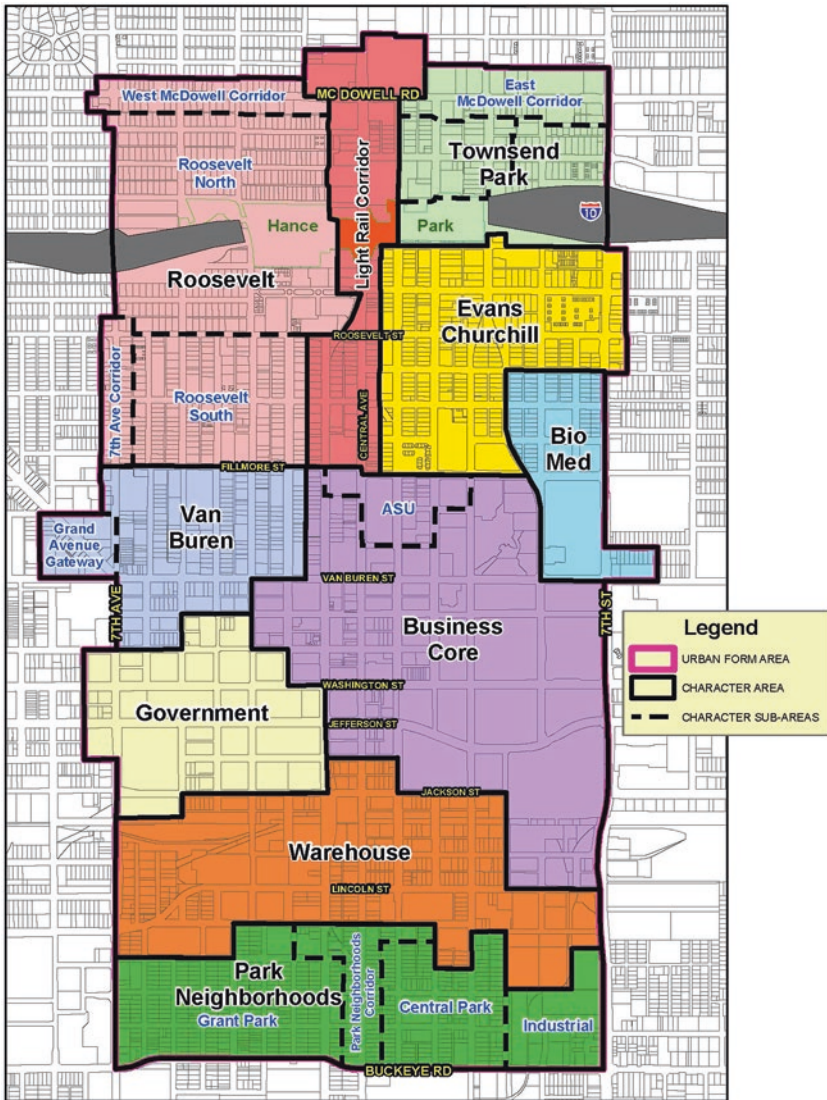 West McDowell Corridor
MC DOWELL RD
East
McDowell Corridor
Roosevelt
North
Light Rail Corridor
Townsend
Park
10
Hance
Park
Roosevelt
Evans
Churchill
ROOSEVELT ST
7th Ave Corridor
Roosevelt
South
CENTRAL AVE
Bio
Med
FILLMORE ST
Van
Buren
ASU
Grand
Avenue
Gateway
VAN BUREN ST
7TH AVE
Business
Core
7TH ST
Legend
URBAN FORM AREA
CHARACTER AREA
CHARACTER SUB-AREAS
WASHINGTON ST
Government
JEFFERSON ST
JACKSON ST
Warehouse
LINCOLN ST
Park
Neighborhoods
Grant Park
Park Neighborhoods
Corridor
Central Park
Industrial
BUCKEYE RD